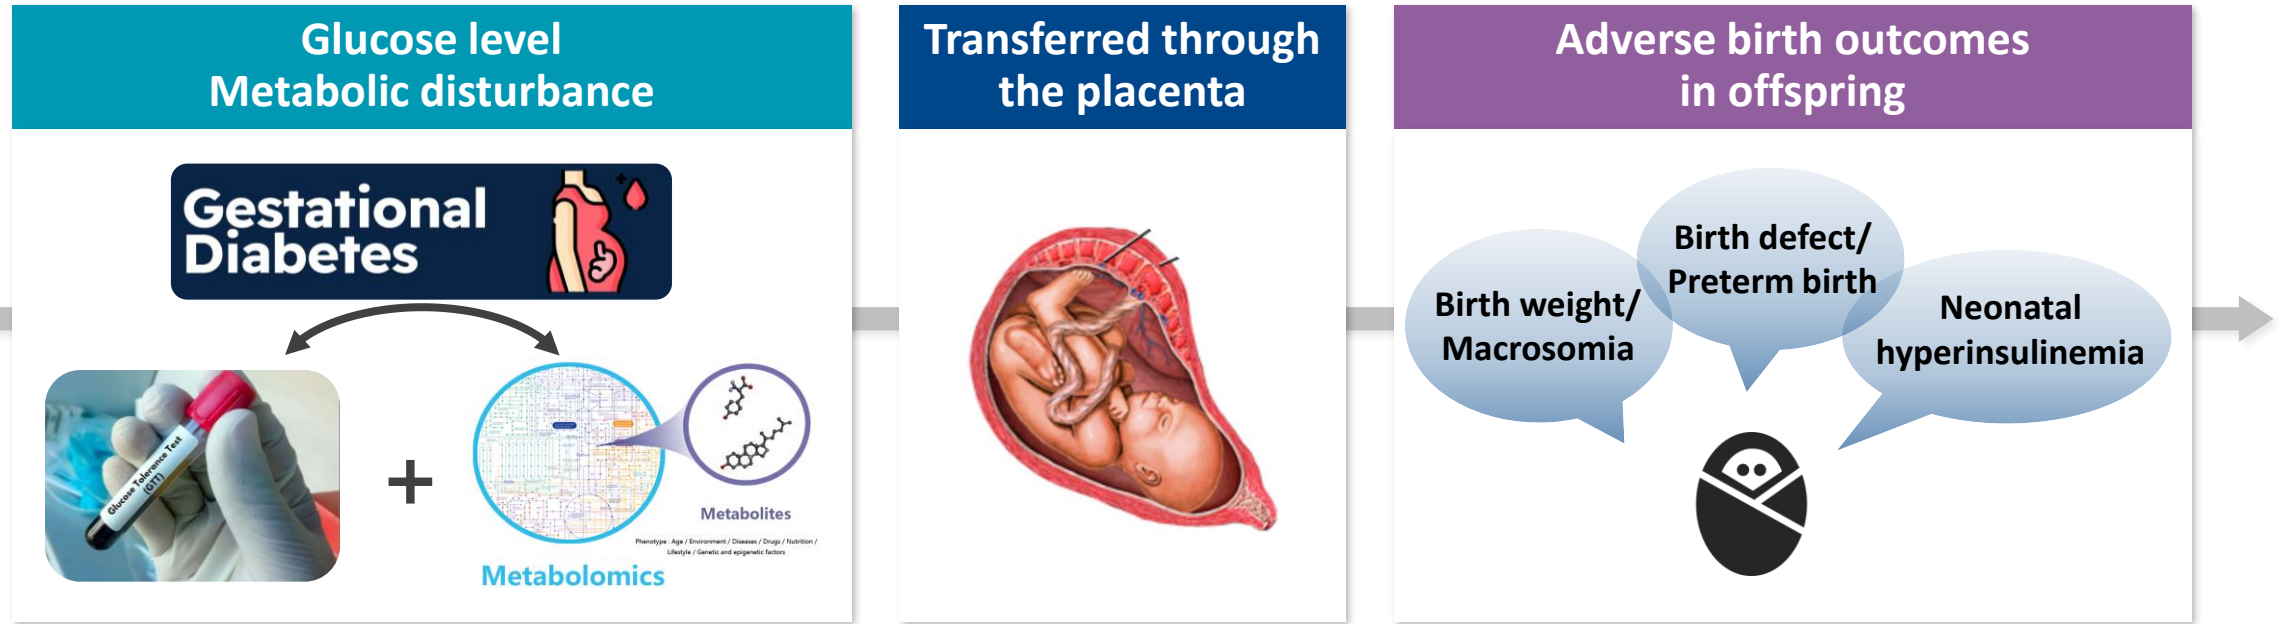 Glucose level
Metabolic disturbance
Gestational
Diabetes
Glucose Tolerance Test
(GTT)
+
Metabolites
Phenotype : Age / Environment / Diseases / Drugs / Nutrition /
Lifestyle / Genetic and epigenetic factors
Metabolomics
Transferred through
the placenta
Adverse birth outcomes
in offspring
Birth weight/
Macrosomia
Birth defect/
Preterm birth
Neonatal
hyperinsulinemia